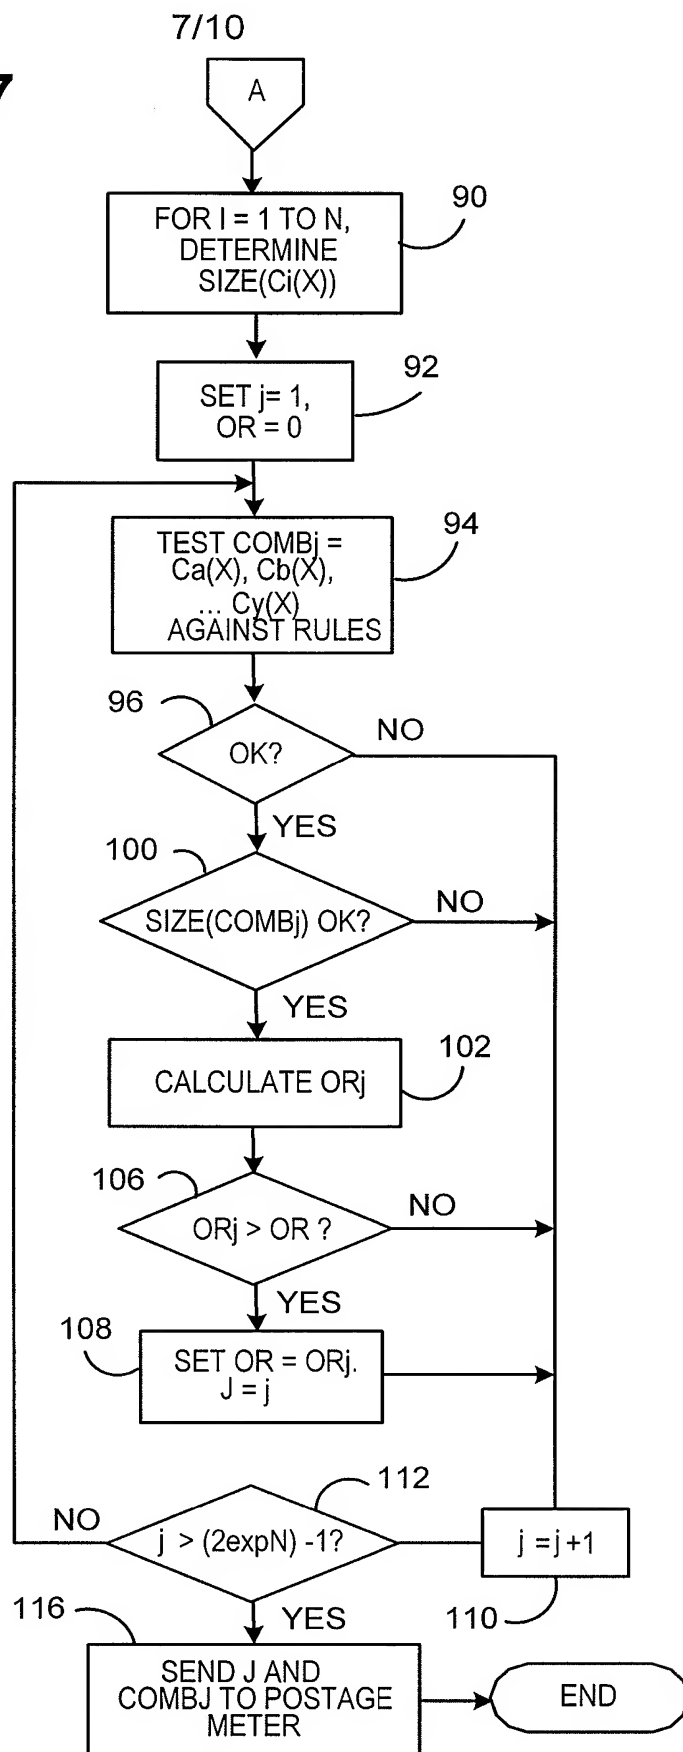 7/10
7
A
FOR I = 1 TO N,
DETERMINE
SIZE(Ci(X))
90
SET j= 1,
OR = 0
92
TEST COMBj =
Ca(X), Cb(X),
... Cy(X)
AGAINST RULES
94
96
OK?
NO
YES
100
SIZE(COMBj) OK?
NO
YES
CALCULATE ORj
102
106
ORj > OR ?
NO
YES
108
SET OR = ORj.
J = j
112
NO
j > (2expN) -1?
j =j+1
110
YES
116
SEND J AND
COMBJ TO POSTAGE
METER
END